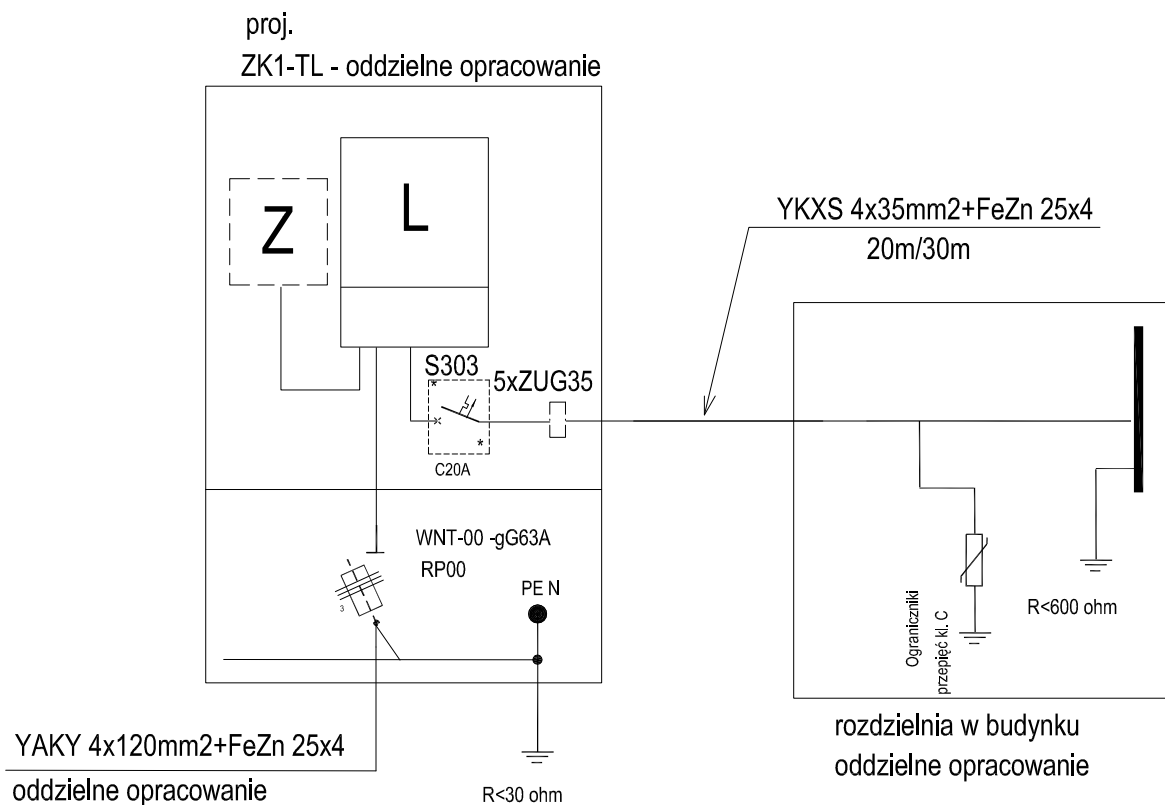 proj.
ZK1-TL - oddzielne opracowanie
Z
L
YKXS 4x35mm2+FeZn 25x4
20m/30m
S303
5xZUG35
*
*
C20A
WNT-00 -gG63A
RP00
3
PE N
R<600 ohm
Ograniczniki
przepięć kl. C
YAKY 4x120mm2+FeZn 25x4
oddzielne opracowanie
R<30 ohm
rozdzielnia w budynku
oddzielne opracowanie